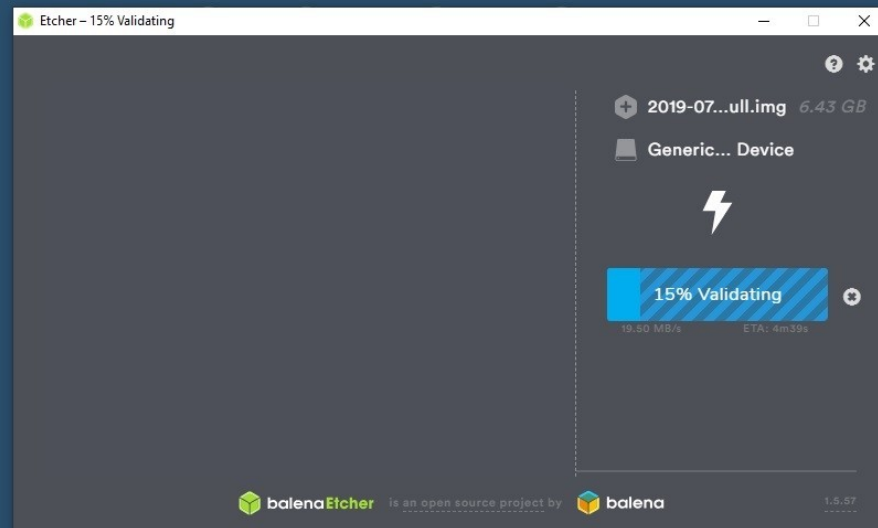 Etcher – 15% Validating
2019-07...ull.img 6.43 GB
Generic... Device
15% Validating
19.50 MB/s ETA: 4m39s
balenaEtcher is an open source project by balena 1.5.57